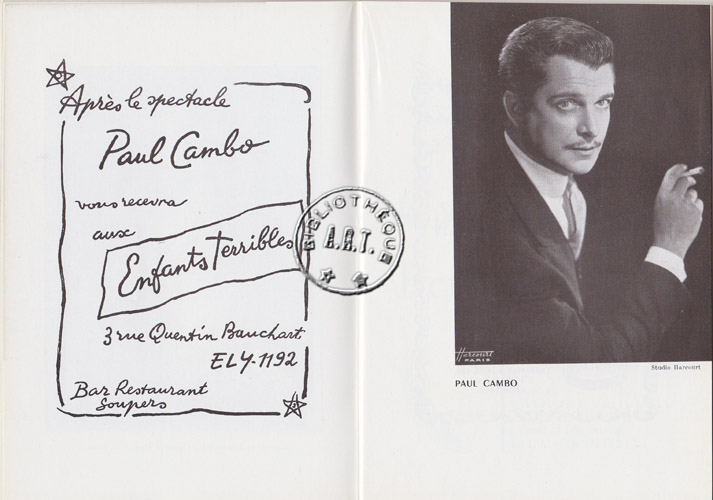 Après le spectacle
Paul Cambo
vous recevra
aux
Enfants Terribles
3 rue Quentin Bauchart
ELY-1192
Bar Restaurant
Soupers
BIBLIOTHÈQUE
A.R.T.
Harcourt
PARIS
Studio Harcourt
PAUL CAMBO